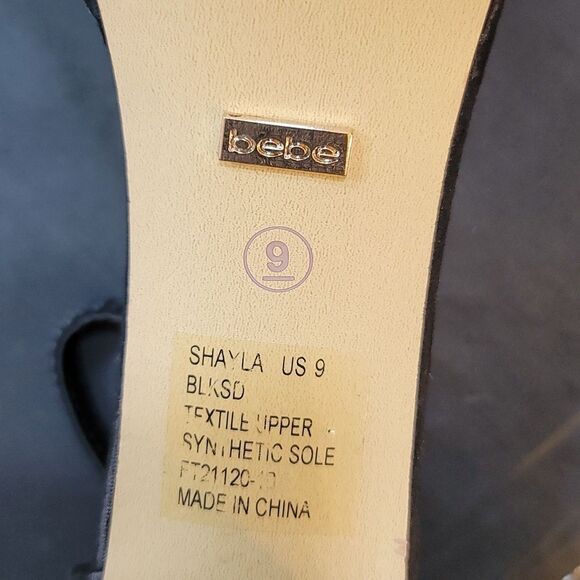 bebe
9
SHAYLA US 9
BLKSD
TEXTILE UPPER
SYNTHETIC SOLE
MADE IN CHINA